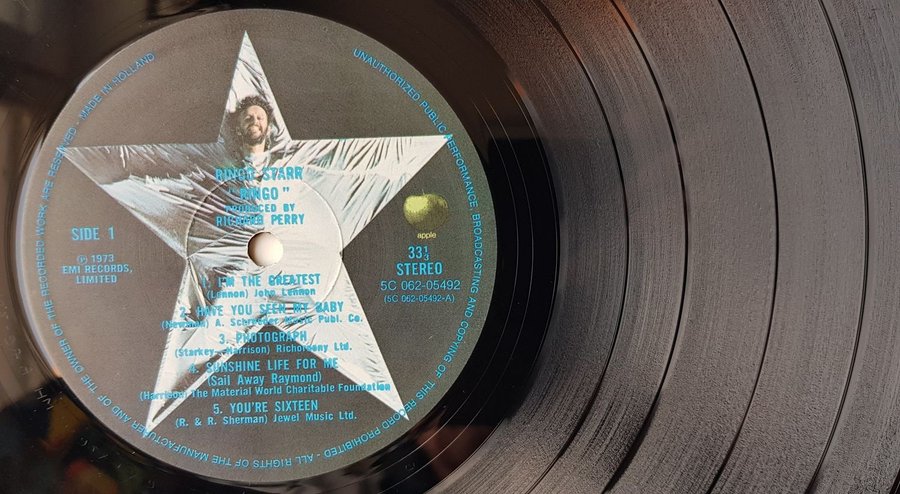 RINGO STARR
"RINGO"
PRODUCED BY
RICHARD PERRY
SIDE 1
℗ 1973
EMI RECORDS,
LIMITED
apple
33⅓
STEREO
5C 062-05492
(5C 062-05492-A)
1. I'M THE GREATEST
(Lennon) John Lennon
2. HAVE YOU SEEN MY BABY
(Newman) A. Schroeder Music Publ. Co.
3. PHOTOGRAPH
(Starkey-Harrison) Richoroony Ltd.
4. SUNSHINE LIFE FOR ME
(Sail Away Raymond)
(Harrison) The Material World Charitable Foundation
5. YOU'RE SIXTEEN
(R. & R. Sherman) Jewel Music Ltd.
UNAUTHORIZED PUBLIC PERFORMANCE BROADCASTING AND COPYING OF THIS RECORD PROHIBITED - ALL RIGHTS OF THE MANUFACTURER AND OF THE OWNER OF THE RECORDED WORK ARE RESERVED - MADE IN HOLLAND